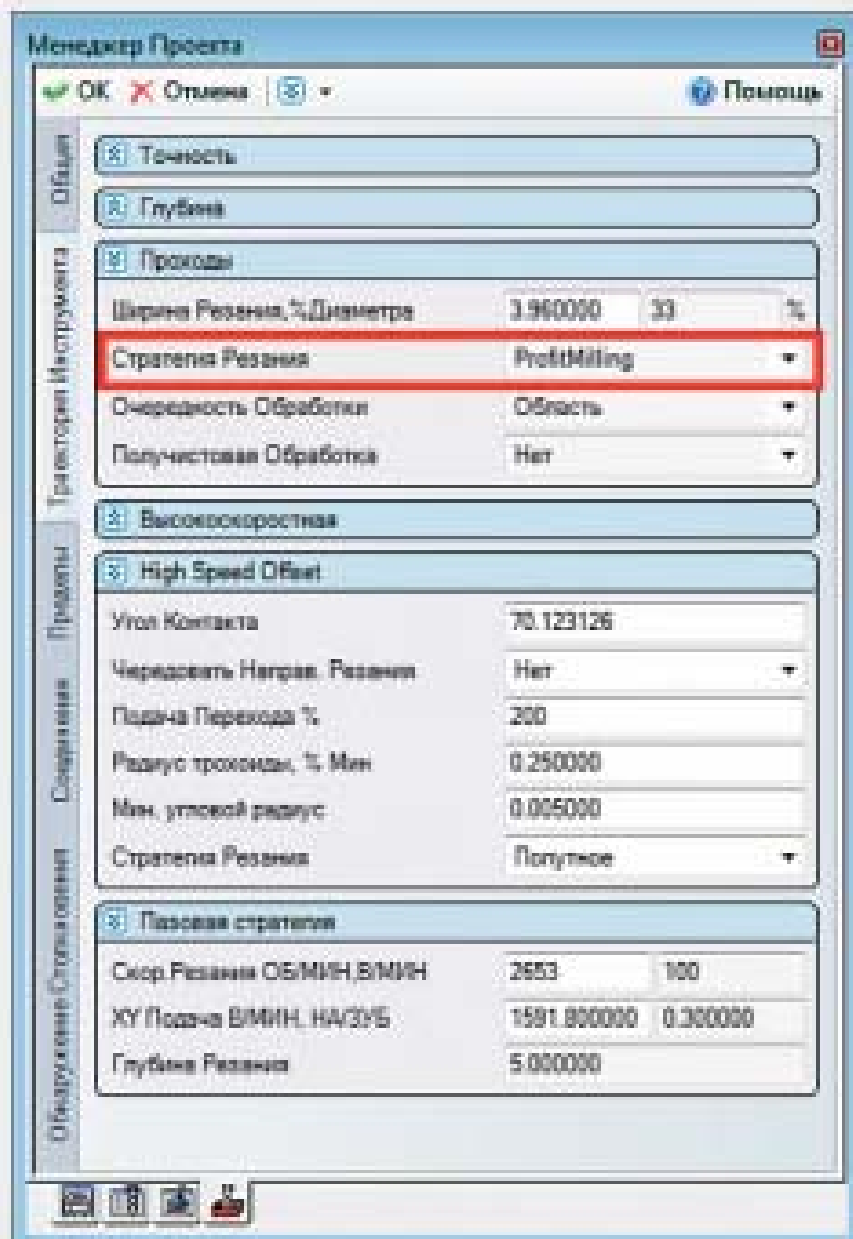 Менеджер Проекта
OK Отмена Помощь
Общая
Траектория Инструмента
Придаты
Соединения
Обнаружение Столкновения
Точность
Глубина
Проходы
Ширина Резания,%Диаметра 3.960000 33 %
Стратегия Резания ProfitMilling
Очередность Обработки Область
Получистовая Обработка Нет
Высокоскоростная
High Speed Offset
Угол Контакта 70.123126
Чередовать Направ. Резания Нет
Подача Перехода % 200
Радиус трохоиды, % Мин 0.250000
Мин. угловой радиус 0.005000
Стратегия Резания Попутное
Пазовая стратегия
Скор.Резания ОБ/МИН,В/МИН 2653 100
XY Подача В/МИН, НА/ЗУБ 1591.800000 0.300000
Глубина Резания 5.000000